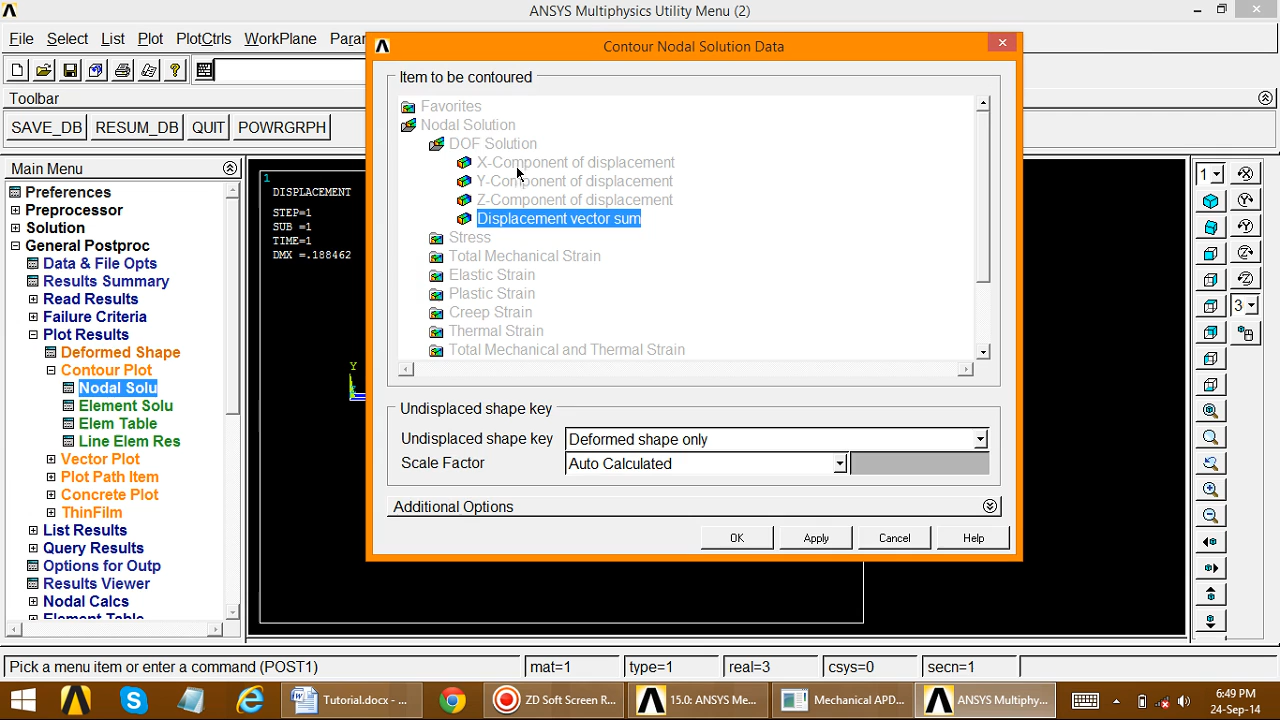 ANSYS Multiphysics Utility Menu (2)
File Select List Plot PlotCtrls WorkPlane Param
Contour Nodal Solution Data
Toolbar
SAVE_DB RESUM_DB QUIT POWRGRPH
Main Menu
Preferences
Preprocessor
Solution
General Postproc
Data & File Opts
Results Summary
Read Results
Failure Criteria
Plot Results
Deformed Shape
Contour Plot
Nodal Solu
Element Solu
Elem Table
Line Elem Res
Vector Plot
Plot Path Item
Concrete Plot
ThinFilm
List Results
Query Results
Options for Outp
Results Viewer
Nodal Calcs
Element Table
1
DISPLACEMENT
STEP=1
SUB =1
TIME=1
DMX =.188462
Y
Item to be contoured
Favorites
Nodal Solution
DOF Solution
X-Component of displacement
Y-Component of displacement
Z-Component of displacement
Displacement vector sum
Stress
Total Mechanical Strain
Elastic Strain
Plastic Strain
Creep Strain
Thermal Strain
Total Mechanical and Thermal Strain
Undisplaced shape key
Undisplaced shape key Deformed shape only
Scale Factor Auto Calculated
Additional Options
OK Apply Cancel Help
1
3
Pick a menu item or enter a command (POST1) mat=1 type=1 real=3 csys=0 secn=1
Tutorial.docx - ... ZD Soft Screen R... 15.0: ANSYS Me... Mechanical APD... ANSYS Multiphy... 6:49 PM
24-Sep-14